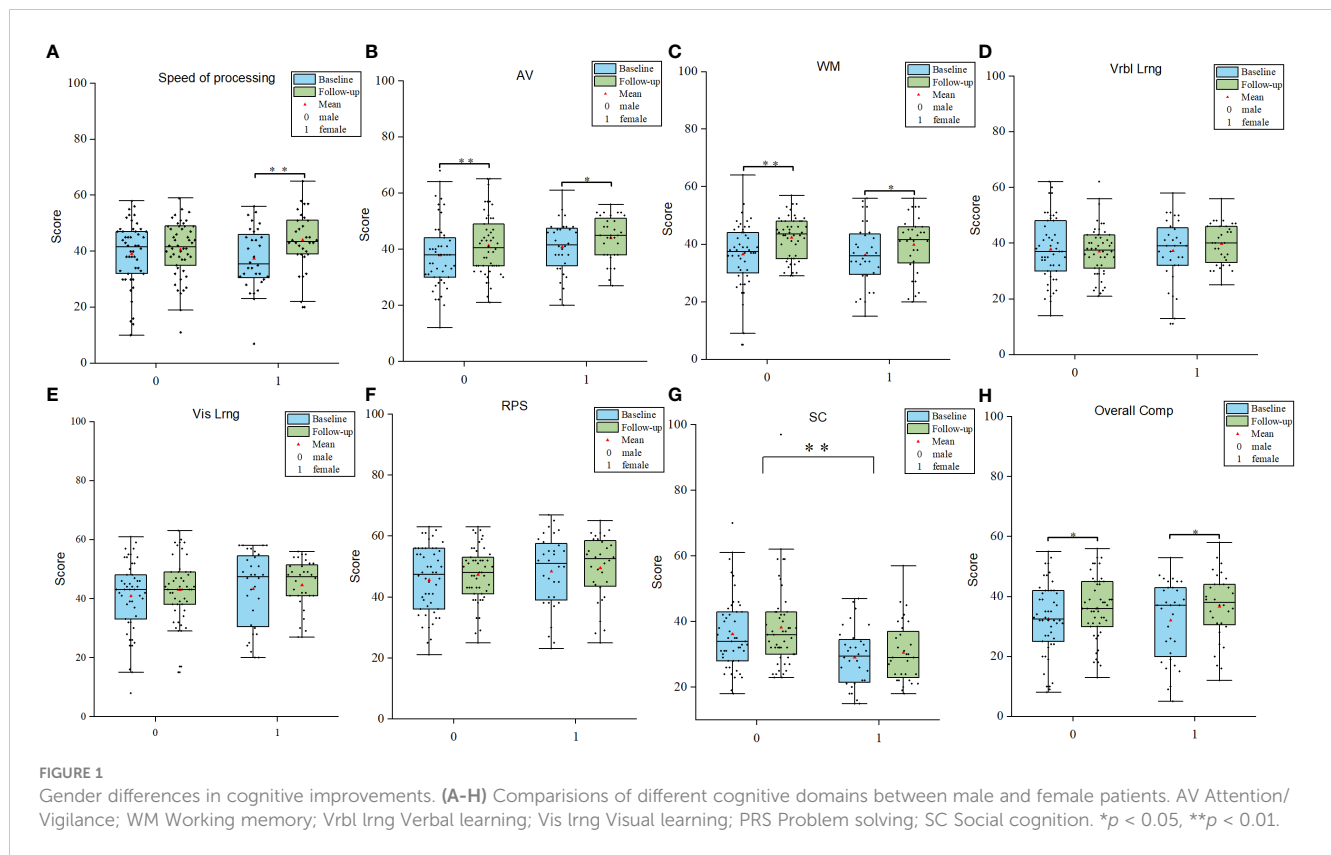 A
Speed of processing
Baseline
Follow-up
Mean
0 male
1 female
100
80
60
40
20
0
Score
* *
0
1
B
AV
Baseline
Follow-up
Mean
0 male
1 female
100
80
60
40
20
0
Score
**
*
0
1
C
WM
Baseline
Follow-up
Mean
0 male
1 female
100
80
60
40
20
0
Score
* *
*
0
1
D
Vrbl Lrng
Baseline
Follow-up
Mean
0 male
1 female
100
80
60
40
20
0
Sccore
0
1
E
Vis Lrng
Baseline
Follow-up
Mean
0 male
1 female
100
80
60
40
20
0
Score
0
1
F
RPS
Baseline
Follow-up
Mean
0 male
1 female
100
80
60
40
20
0
Score
0
1
G
SC
Baseline
Follow-up
Mean
0 male
1 female
100
80
60
40
20
Score
* *
0
1
H
Overall Comp
Baseline
Follow-up
Mean
0 male
1 female
100
80
60
40
20
0
Score
*
*
0
1
FIGURE 1
Gender differences in cognitive improvements. (A-H) Comparisions of different cognitive domains between male and female patients. AV Attention/
Vigilance; WM Working memory; Vrbl lrng Verbal learning; Vis lrng Visual learning; PRS Problem solving; SC Social cognition. *p < 0.05, **p < 0.01.